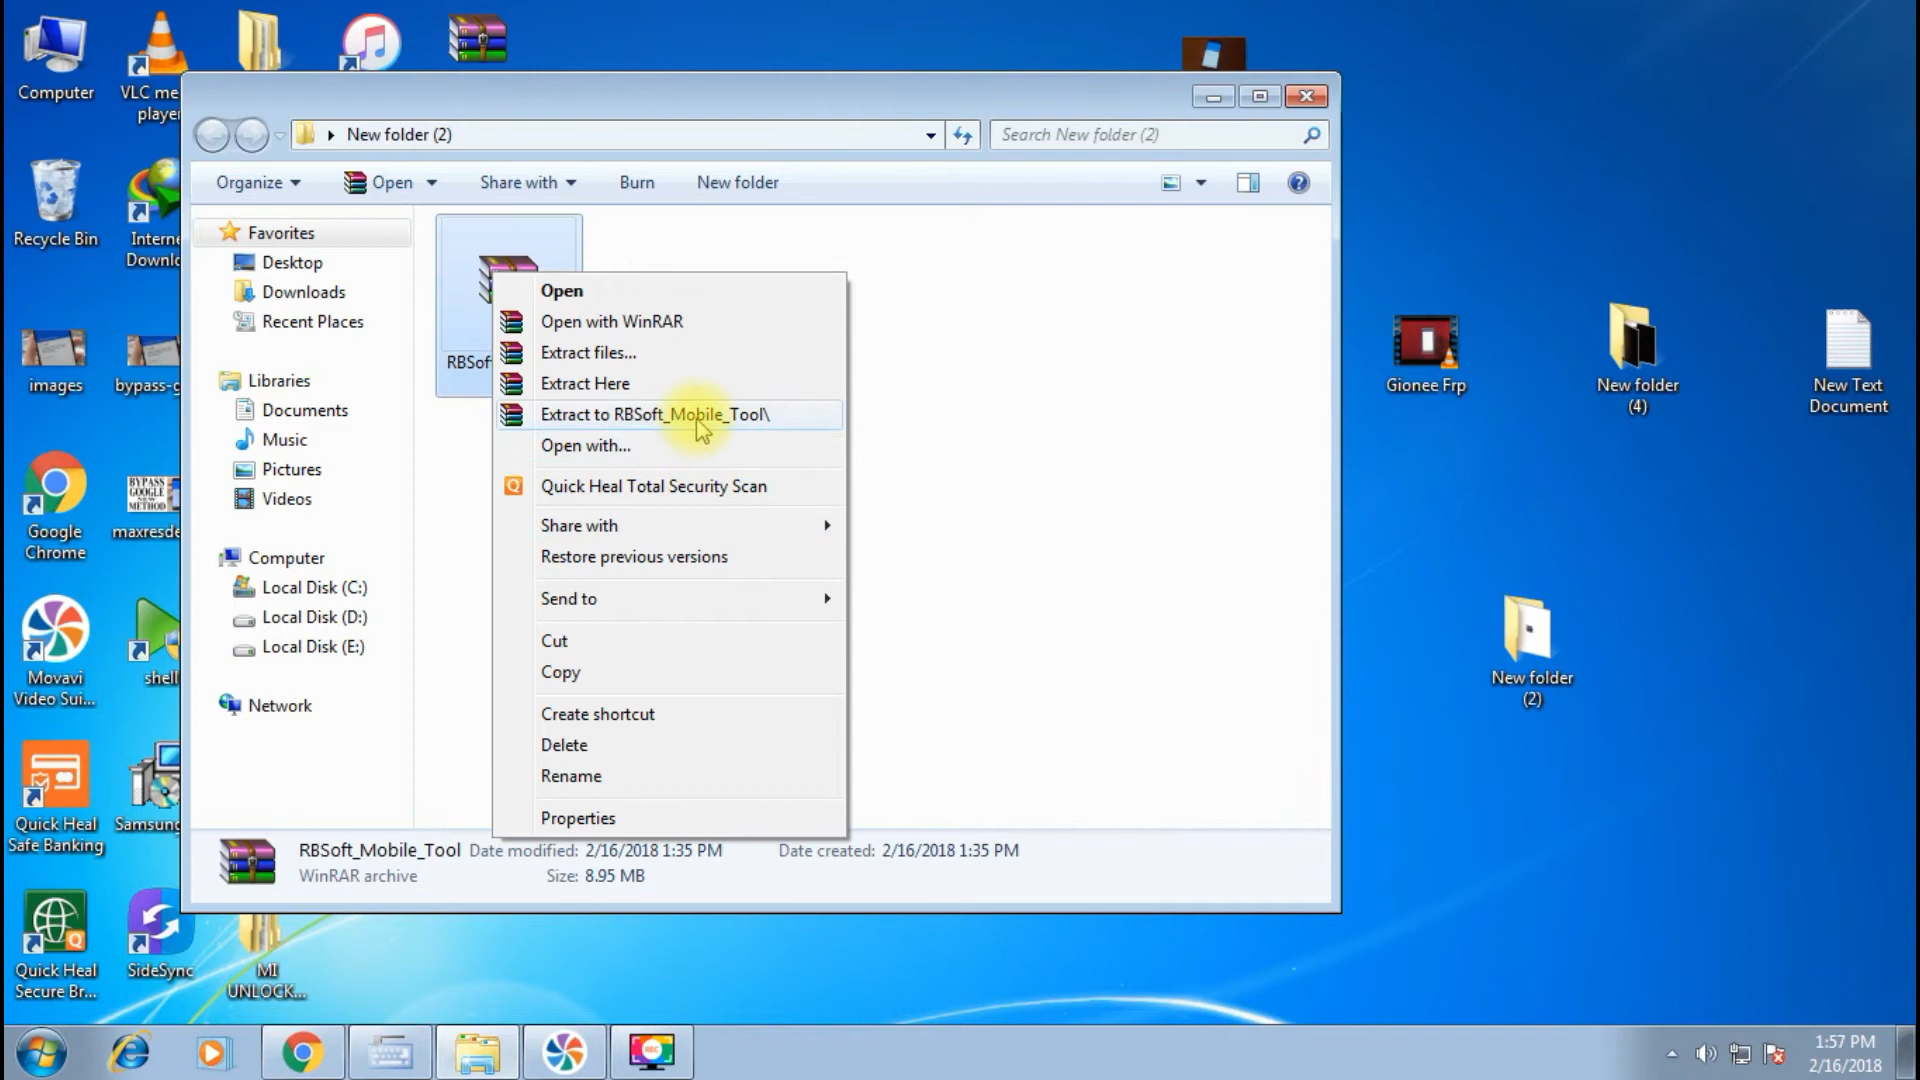 Computer
VLC me
player
New folder (2)
Search New folder (2)
Organize
Open
Share with
Burn
New folder
Recycle Bin
Interne
Downlo
Favorites
Desktop
Downloads
Recent Places
Libraries
Documents
Music
Pictures
Videos
Computer
Local Disk (C:)
Local Disk (D:)
Local Disk (E:)
Network
RBSof
Open
Open with WinRAR
Extract files...
Extract Here
Extract to RBSoft_Mobile_Tool\
Open with...
Quick Heal Total Security Scan
Share with
Restore previous versions
Send to
Cut
Copy
Create shortcut
Delete
Rename
Properties
RBSoft_Mobile_Tool
Date modified: 2/16/2018 1:35 PM
Date created: 2/16/2018 1:35 PM
WinRAR archive
Size: 8.95 MB
images
bypass-g
Google
Chrome
BYPASS
GOOGLE
NEW
METHOD
maxresde
Movavi
Video Sui...
shell
Quick Heal
Safe Banking
Samsung
Quick Heal
Secure Br...
SideSync
MI
UNLOCK...
Gionee Frp
New folder
(4)
New Text
Document
New folder
(2)
REC
1:57 PM
2/16/2018